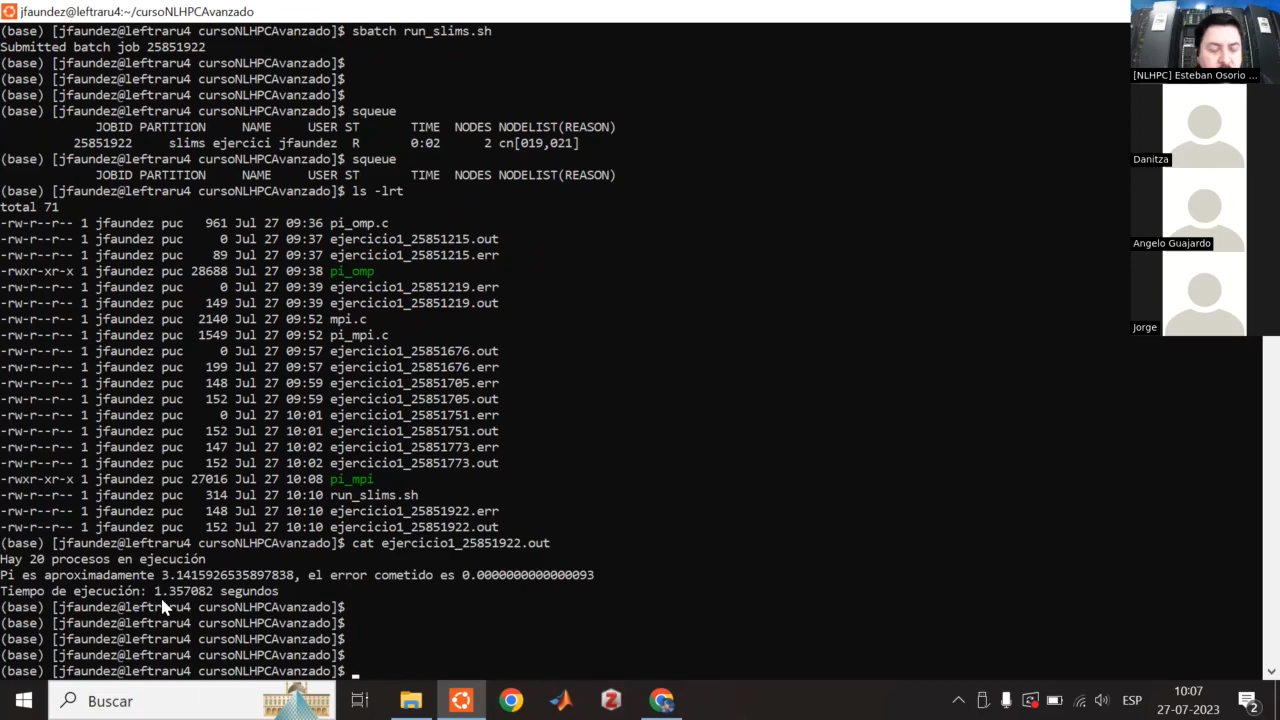 jfaundez@leftraru4:~/cursoNLHPCAvanzado
(base) [jfaundez@leftraru4 cursoNLHPCAvanzado]$ sbatch run_slims.sh
Submitted batch job 25851922
(base) [jfaundez@leftraru4 cursoNLHPCAvanzado]$
(base) [jfaundez@leftraru4 cursoNLHPCAvanzado]$
(base) [jfaundez@leftraru4 cursoNLHPCAvanzado]$
(base) [jfaundez@leftraru4 cursoNLHPCAvanzado]$ squeue
JOBID PARTITION NAME USER ST TIME NODES NODELIST(REASON)
25851922 slims ejercici jfaundez R 0:02 2 cn[019,021]
(base) [jfaundez@leftraru4 cursoNLHPCAvanzado]$ squeue
JOBID PARTITION NAME USER ST TIME NODES NODELIST(REASON)
(base) [jfaundez@leftraru4 cursoNLHPCAvanzado]$ ls -lrt
total 71
-rw-r--r-- 1 jfaundez puc 961 Jul 27 09:36 pi_omp.c
-rw-r--r-- 1 jfaundez puc 0 Jul 27 09:37 ejercicio1_25851215.out
-rw-r--r-- 1 jfaundez puc 89 Jul 27 09:37 ejercicio1_25851215.err
-rwxr-xr-x 1 jfaundez puc 28688 Jul 27 09:38 pi_omp
-rw-r--r-- 1 jfaundez puc 0 Jul 27 09:39 ejercicio1_25851219.err
-rw-r--r-- 1 jfaundez puc 149 Jul 27 09:39 ejercicio1_25851219.out
-rw-r--r-- 1 jfaundez puc 2140 Jul 27 09:52 mpi.c
-rw-r--r-- 1 jfaundez puc 1549 Jul 27 09:52 pi_mpi.c
-rw-r--r-- 1 jfaundez puc 0 Jul 27 09:57 ejercicio1_25851676.out
-rw-r--r-- 1 jfaundez puc 199 Jul 27 09:57 ejercicio1_25851676.err
-rw-r--r-- 1 jfaundez puc 148 Jul 27 09:59 ejercicio1_25851705.err
-rw-r--r-- 1 jfaundez puc 152 Jul 27 09:59 ejercicio1_25851705.out
-rw-r--r-- 1 jfaundez puc 0 Jul 27 10:01 ejercicio1_25851751.err
-rw-r--r-- 1 jfaundez puc 152 Jul 27 10:01 ejercicio1_25851751.out
-rw-r--r-- 1 jfaundez puc 147 Jul 27 10:02 ejercicio1_25851773.err
-rw-r--r-- 1 jfaundez puc 152 Jul 27 10:02 ejercicio1_25851773.out
-rwxr-xr-x 1 jfaundez puc 27016 Jul 27 10:08 pi_mpi
-rw-r--r-- 1 jfaundez puc 314 Jul 27 10:10 run_slims.sh
-rw-r--r-- 1 jfaundez puc 148 Jul 27 10:10 ejercicio1_25851922.err
-rw-r--r-- 1 jfaundez puc 152 Jul 27 10:10 ejercicio1_25851922.out
(base) [jfaundez@leftraru4 cursoNLHPCAvanzado]$ cat ejercicio1_25851922.out
Hay 20 procesos en ejecución
Pi es aproximadamente 3.1415926535897838, el error cometido es 0.0000000000000093
Tiempo de ejecución: 1.357082 segundos
(base) [jfaundez@leftraru4 cursoNLHPCAvanzado]$
(base) [jfaundez@leftraru4 cursoNLHPCAvanzado]$
(base) [jfaundez@leftraru4 cursoNLHPCAvanzado]$
(base) [jfaundez@leftraru4 cursoNLHPCAvanzado]$
(base) [jfaundez@leftraru4 cursoNLHPCAvanzado]$
[NLHPC] Esteban Osorio ...
Danitza
Angelo Guajardo
Jorge
Buscar
ESP
10:07
27-07-2023
2